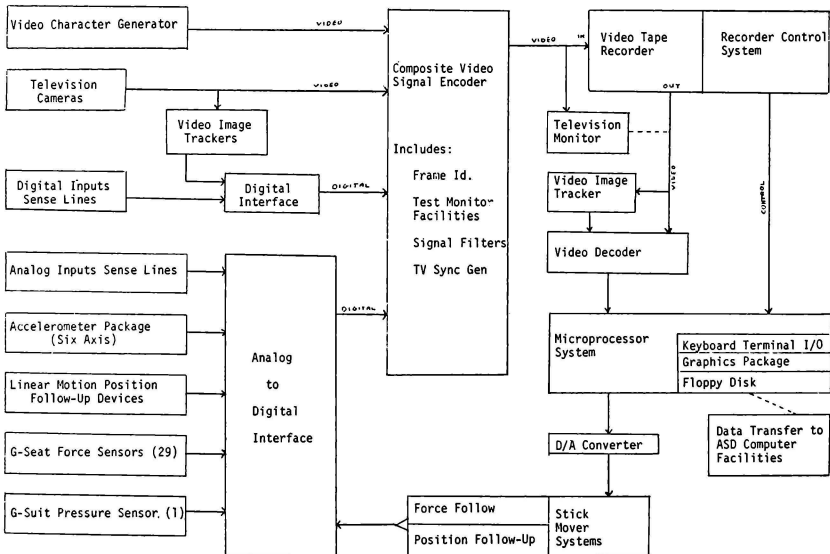 Video Character Generator
VIDEO
Television
Cameras
VIDEO
Video Image
Trackers
Digital Inputs
Sense Lines
Digital
Interface
DIGITAL
Composite Video
Signal Encoder
Includes:
Frame Id.
Test Monitor
Facilities
Signal Filters
TV Sync Gen
VIDEO
IN
Video Tape
Recorder
OUT
Recorder Control
System
Television
Monitor
VIDEO
CONTROL
Video Image
Tracker
Video Decoder
Analog Inputs Sense Lines
Accelerometer Package
(Six Axis)
Linear Motion Position
Follow-Up Devices
G-Seat Force Sensors (29)
G-Suit Pressure Sensor. (1)
Analog
to
Digital
Interface
DIGITAL
Microprocessor
System
Keyboard Terminal I/O
Graphics Package
Floppy Disk
D/A Converter
Data Transfer to
ASD Computer
Facilities
Force Follow
Position Follow-Up
Stick
Mover
Systems